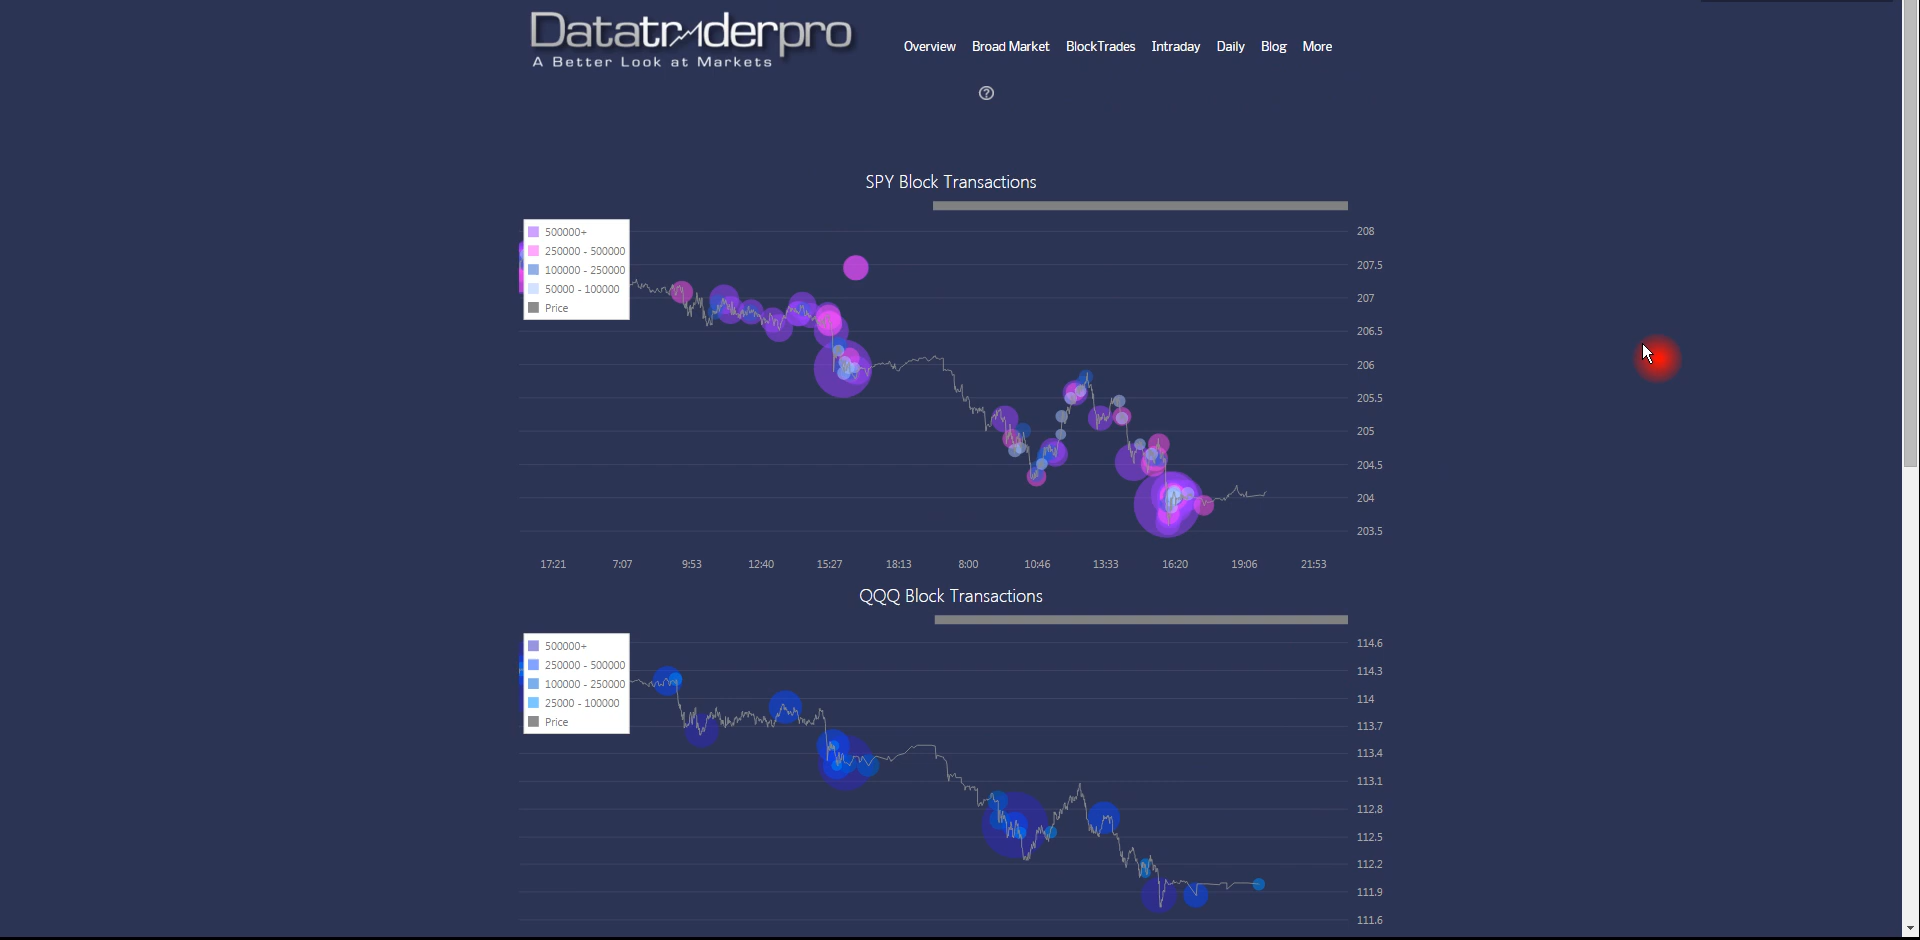 Datatraderpro
A Better Look at Markets
Overview Broad Market BlockTrades Intraday Daily Blog More
?
SPY Block Transactions
500000+
250000 - 500000
100000 - 250000
50000 - 100000
Price
208
207.5
207
206.5
206
205.5
205
204.5
204
203.5
17:21 7:07 9:53 12:40 15:27 18:13 8:00 10:46 13:33 16:20 19:06 21:53
QQQ Block Transactions
500000+
250000 - 500000
100000 - 250000
25000 - 100000
Price
114.6
114.3
114
113.7
113.4
113.1
112.8
112.5
112.2
111.9
111.6